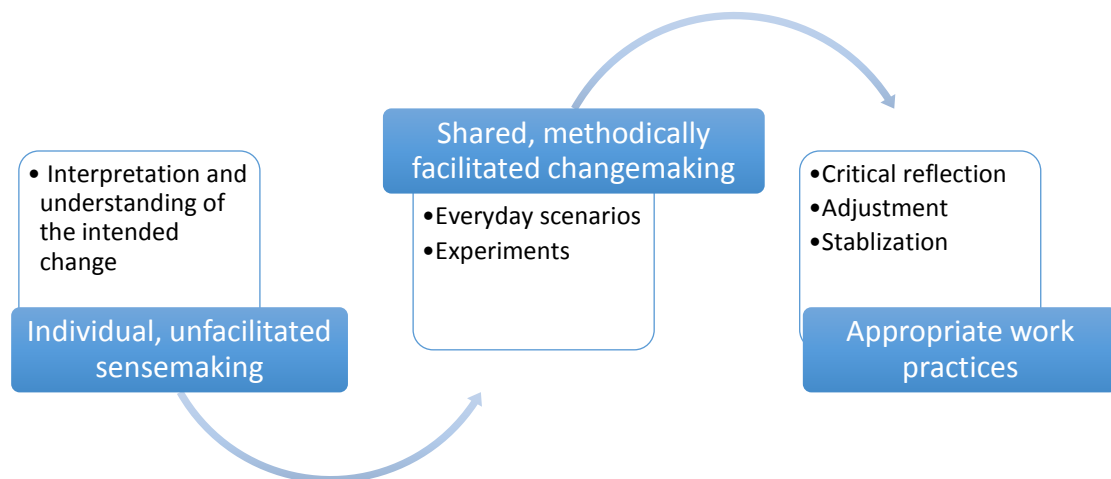 • Interpretation and
understanding of
the intended
change
Individual, unfacilitated
sensemaking
Shared, methodically
facilitated changemaking
•Everyday scenarios
•Experiments
•Critical reflection
•Adjustment
•Stablization
Appropriate work
practices